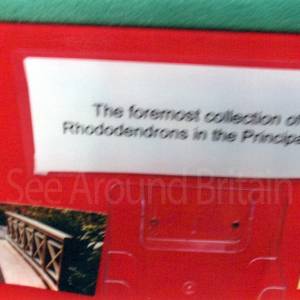 The foremost collection of
Rhododendrons in the Principa
See Around Britain